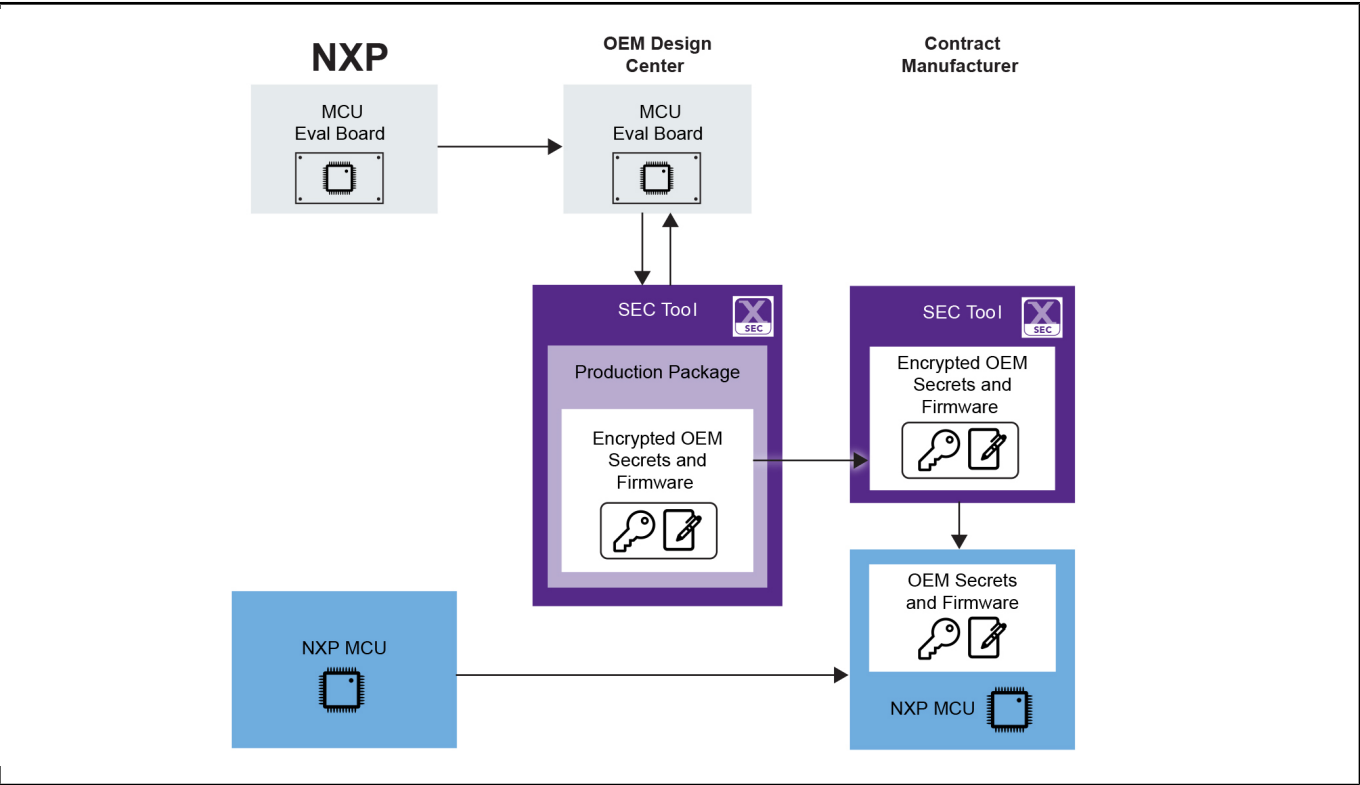 NXP
OEM Design
Center
Contract
Manufacturer
MCU
Eval Board
MCU
Eval Board
SEC Tool
X
SEC
Production Package
Encrypted OEM
Secrets and
Firmware
SEC Tool
X
SEC
Encrypted OEM
Secrets and
Firmware
OEM Secrets
and Firmware
NXP MCU
NXP MCU